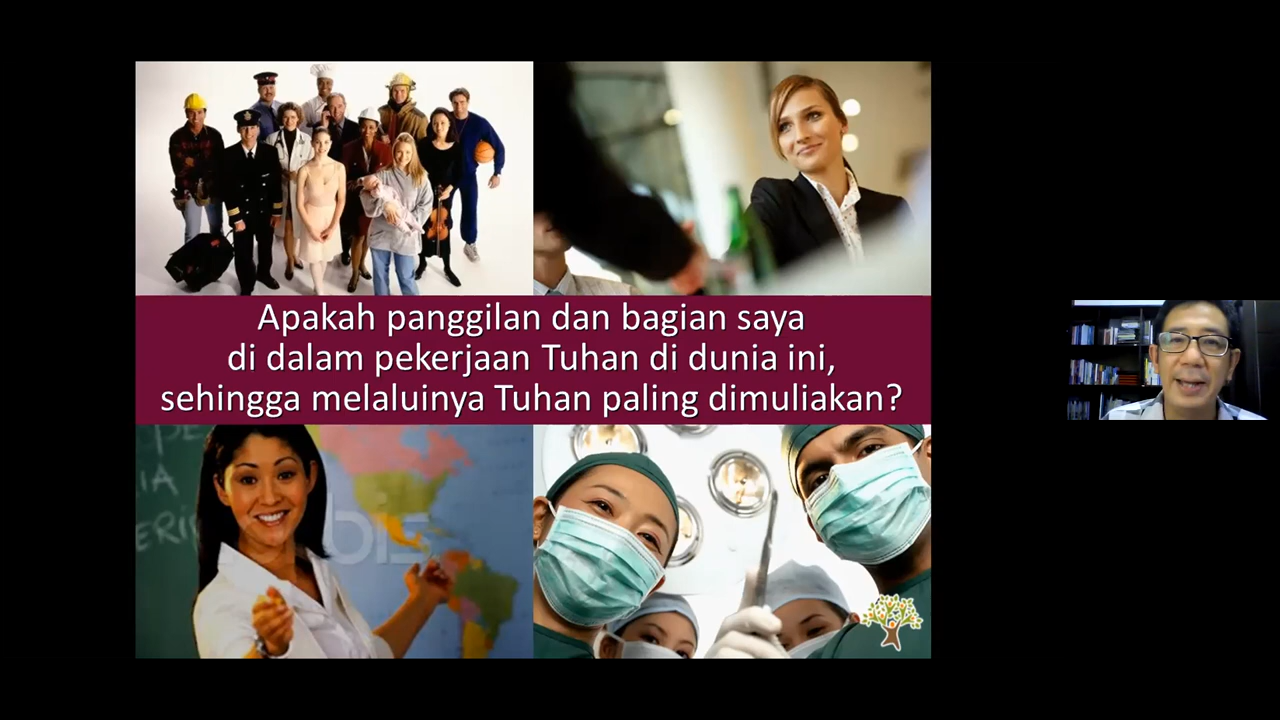 Apakah panggilan dan bagian saya
di dalam pekerjaan Tuhan di dunia ini,
sehingga melaluinya Tuhan paling dimuliakan?